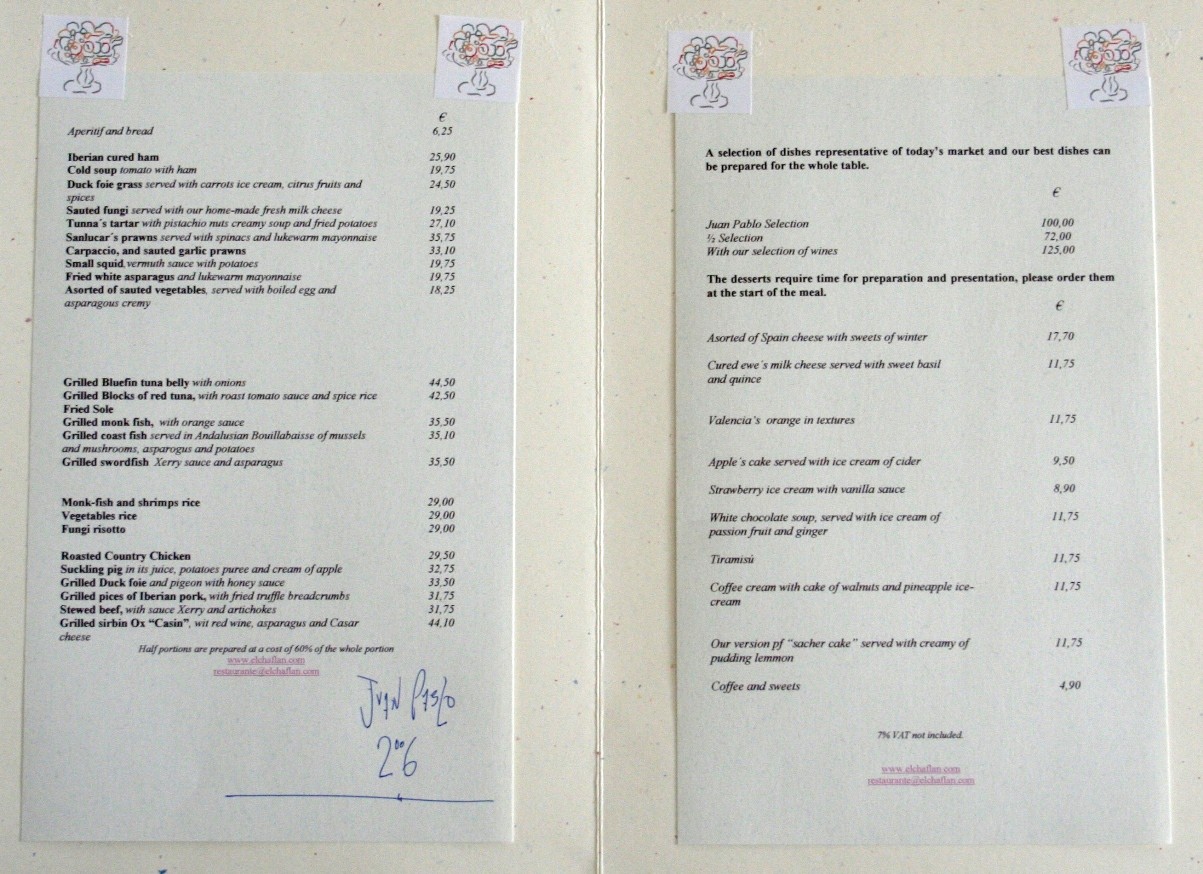 €
Aperitif and bread 6,25
Iberian cured ham 25,90
Cold soup tomato with ham 19,75
Duck foie grass served with carrots ice cream, citrus fruits and 24,50
spices
Sauted fungi served with our home-made fresh milk cheese 19,25
Tunna´s tartar with pistachio nuts creamy soup and fried potatoes 27,10
Sanlucar´s prawns served with spinacs and lukewarm mayonnaise 35,75
Carpaccio, and sauted garlic prawns 33,10
Small squid, vermuth sauce with potatoes 19,75
Fried white asparagus and lukewarm mayonnaise 19,75
Asorted of sauted vegetables, served with boiled egg and 18,25
asparagous cremy
Grilled Bluefin tuna belly with onions 44,50
Grilled Blocks of red tuna, with roast tomato sauce and spice rice 42,50
Fried Sole
Grilled monk fish, with orange sauce 35,50
Grilled coast fish served in Andalusian Bouillabaisse of mussels 35,10
and mushrooms, asparogus and potatoes
Grilled swordfish Xerry sauce and asparagus 35,50
Monk-fish and shrimps rice 29,00
Vegetables rice 29,00
Fungi risotto 29,00
Roasted Country Chicken 29,50
Suckling pig in its juice, potatoes puree and cream of apple 32,75
Grilled Duck foie and pigeon with honey sauce 33,50
Grilled pices of Iberian pork, with fried truffle breadcrumbs 31,75
Stewed beef, with sauce Xerry and artichokes 31,75
Grilled sirbin Ox “Casin”, wit red wine, asparagus and Casar 44,10
cheese
Half portions are prepared at a cost of 60% of the whole portion
www.elchaflan.com
restaurante@elchaflan.com
JUAN PABLO
2006
A selection of dishes representative of today’s market and our best dishes can
be prepared for the whole table.
€
Juan Pablo Selection 100,00
½ Selection 72,00
With our selection of wines 125,00
The desserts require time for preparation and presentation, please order them
at the start of the meal.
€
Asorted of Spain cheese with sweets of winter 17,70
Cured ewe´s milk cheese served with sweet basil 11,75
and quince
Valencia´s orange in textures 11,75
Apple´s cake served with ice cream of cider 9,50
Strawberry ice cream with vanilla sauce 8,90
White chocolate soup, served with ice cream of 11,75
passion fruit and ginger
Tiramisú 11,75
Coffee cream with cake of walnuts and pineapple ice- 11,75
cream
Our version pf “sacher cake” served with creamy of 11,75
pudding lemmon
Coffee and sweets 4,90
7% VAT not included.
www.elchaflan.com
restaurante@elchaflan.com